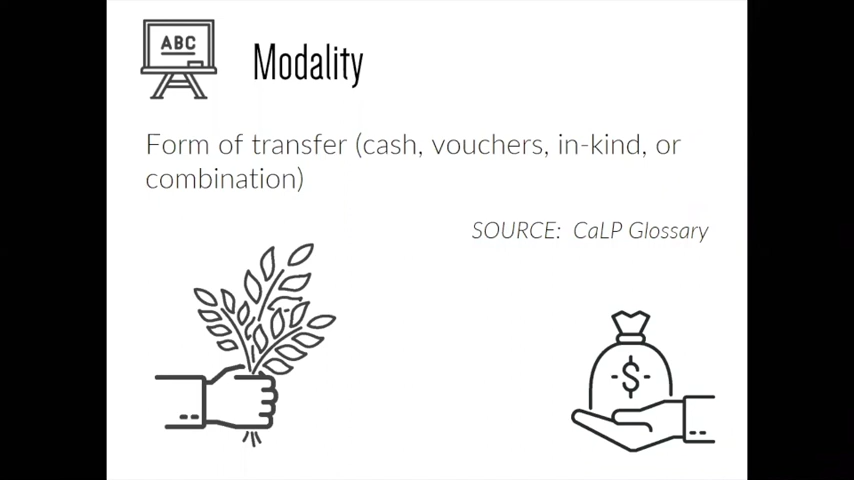 ABC
Modality
Form of transfer (cash, vouchers, in-kind, or
combination)
SOURCE: CaLP Glossary
$